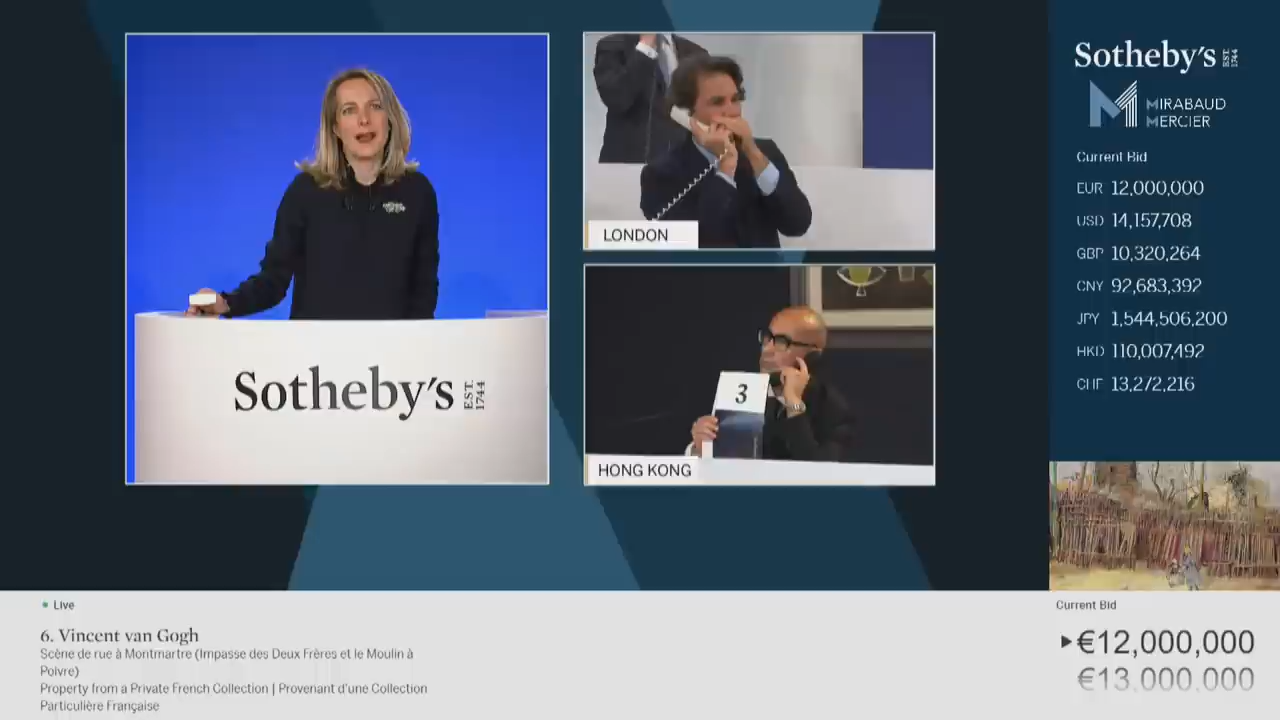 Sotheby's EST. 1744
LONDON
3
HONG KONG
Sotheby's EST. 1744
MIRABAUD
MERCIER
Current Bid
EUR 12,000,000
USD 14,157,708
GBP 10,320,264
CNY 92,683,392
JPY 1,544,506,200
HKD 110,007,492
CHF 13,272,216
Live
6. Vincent van Gogh
Scène de rue à Montmartre (Impasse des Deux Frères et le Moulin à
Poivre)
Property from a Private French Collection | Provenant d'une Collection
Particulière Française
Current Bid
€12,000,000
€13,000,000